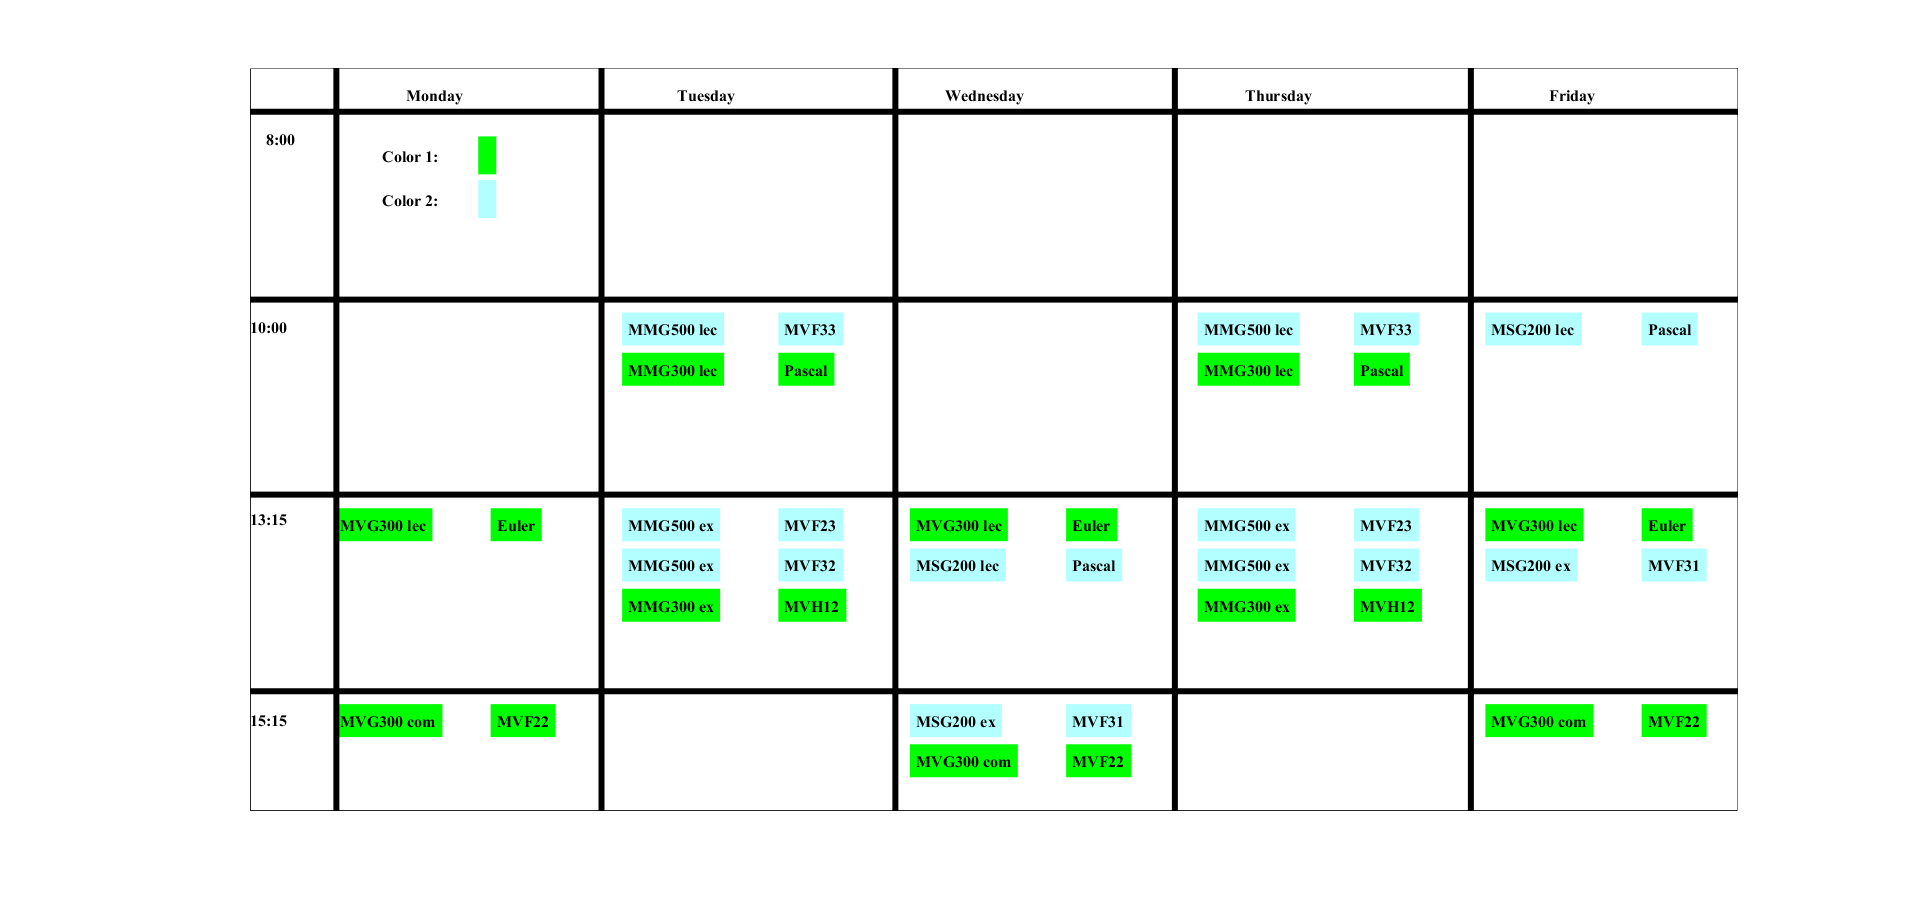 Monday Tuesday Wednesday Thursday Friday
8:00
Color 1:
Color 2:
10:00 MMG500 lec MVF33 MMG500 lec MVF33 MSG200 lec Pascal
MMG300 lec Pascal MMG300 lec Pascal
13:15 MVG300 lec Euler MMG500 ex MVF23 MVG300 lec Euler MMG500 ex MVF23 MVG300 lec Euler
MMG500 ex MVF32 MSG200 lec Pascal MMG500 ex MVF32 MSG200 ex MVF31
MMG300 ex MVH12 MMG300 ex MVH12
15:15 MVG300 com MVF22 MSG200 ex MVF31 MVG300 com MVF22
MVG300 com MVF22